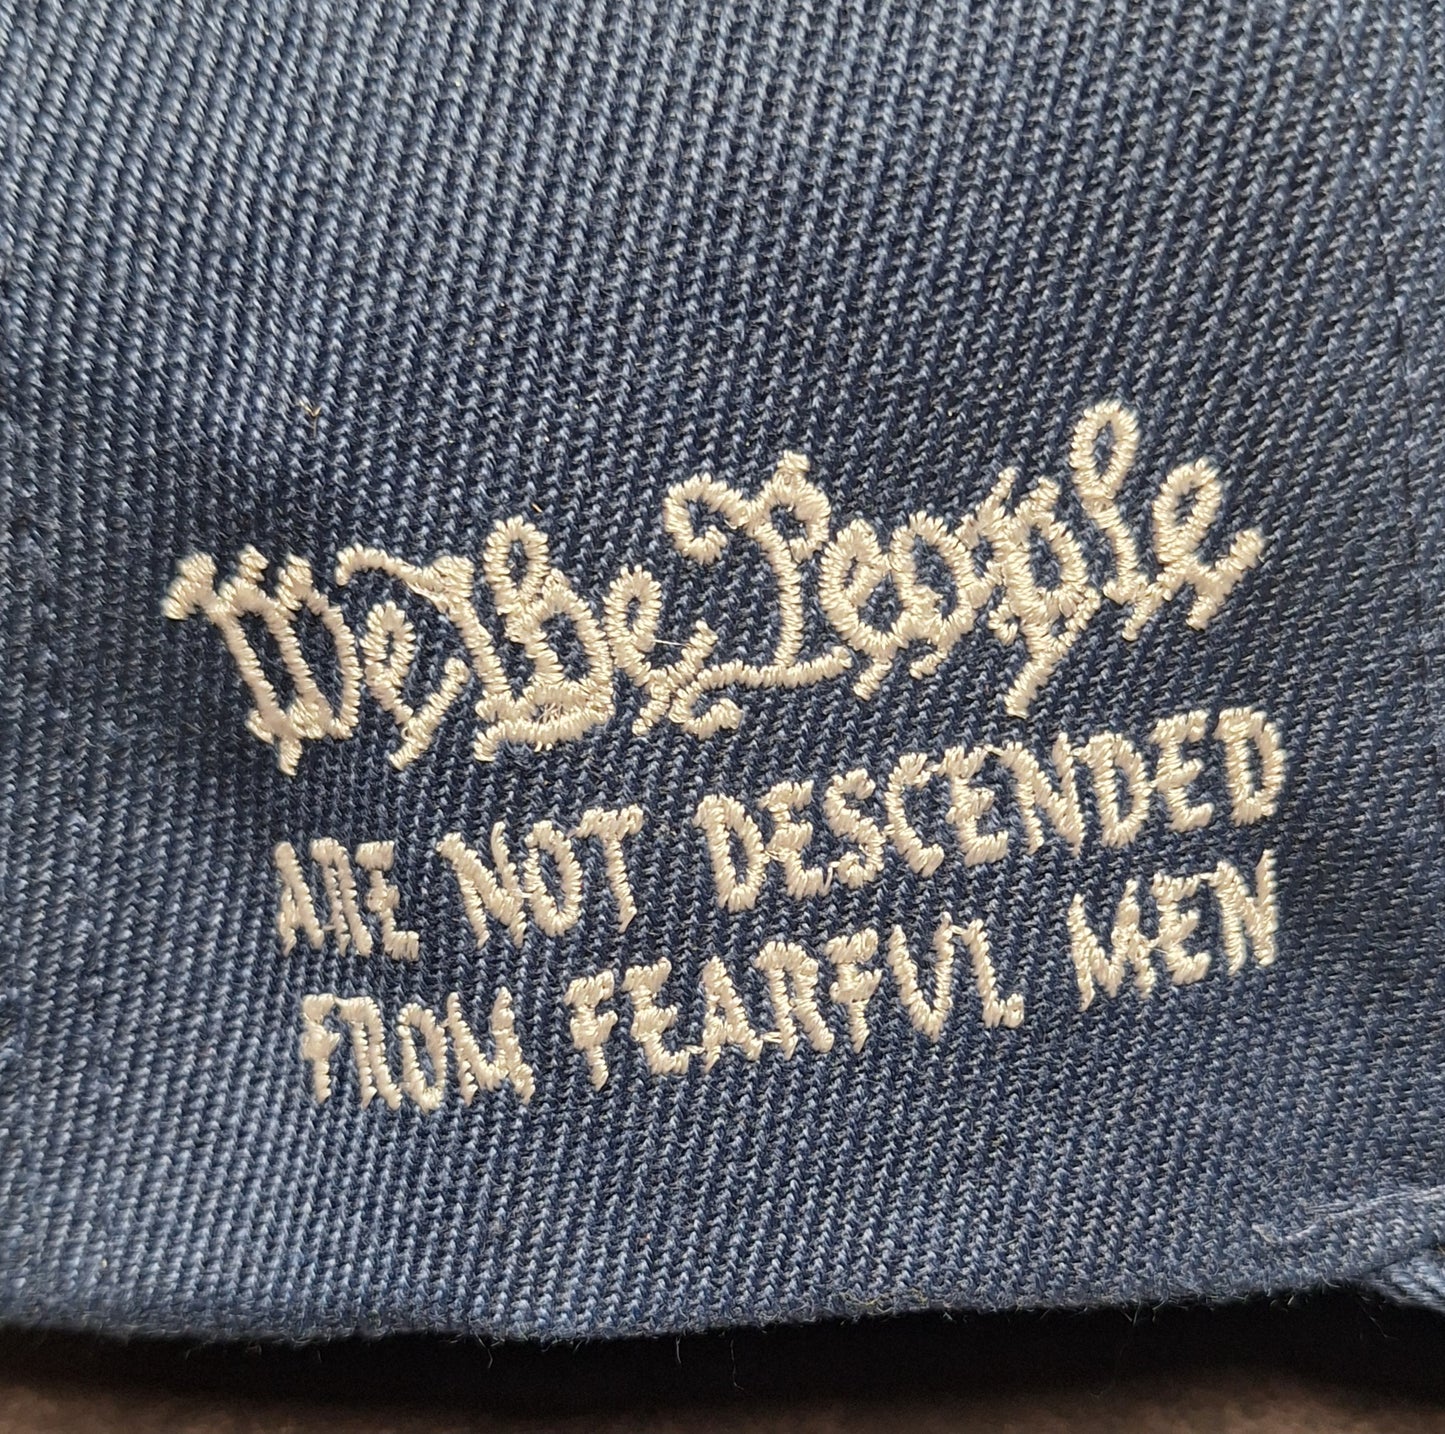 We the People
ARE NOT DESCENDED
FROM FEARFUL MEN